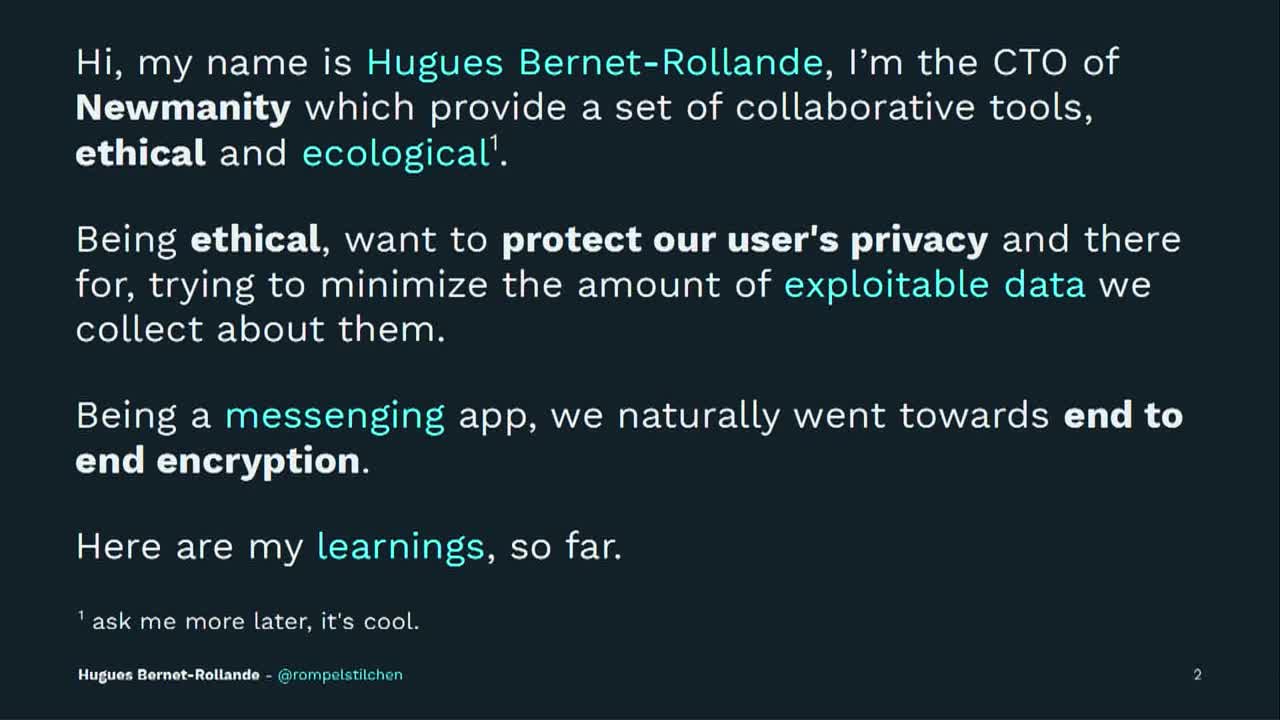 Hi, my name is Hugues Bernet-Rollande, I’m the CTO of
Newmanity which provide a set of collaborative tools,
ethical and ecological¹.
Being ethical, want to protect our user's privacy and there
for, trying to minimize the amount of exploitable data we
collect about them.
Being a messenging app, we naturally went towards end to
end encryption.
Here are my learnings, so far.
¹ ask me more later, it's cool.
Hugues Bernet-Rollande - @rompelstilchen
2